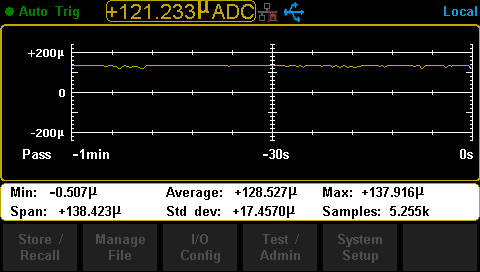 Auto Trig +121.233µADC Local
+200µ
0
-200µ
Pass -1min -30s 0s
Min: -0.507µ Average: +128.527µ Max: +137.916µ
Span: +138.423µ Std dev: +17.4570µ Samples: 5.255k
Store / Manage I/O Test / System
Recall File Config Admin Setup